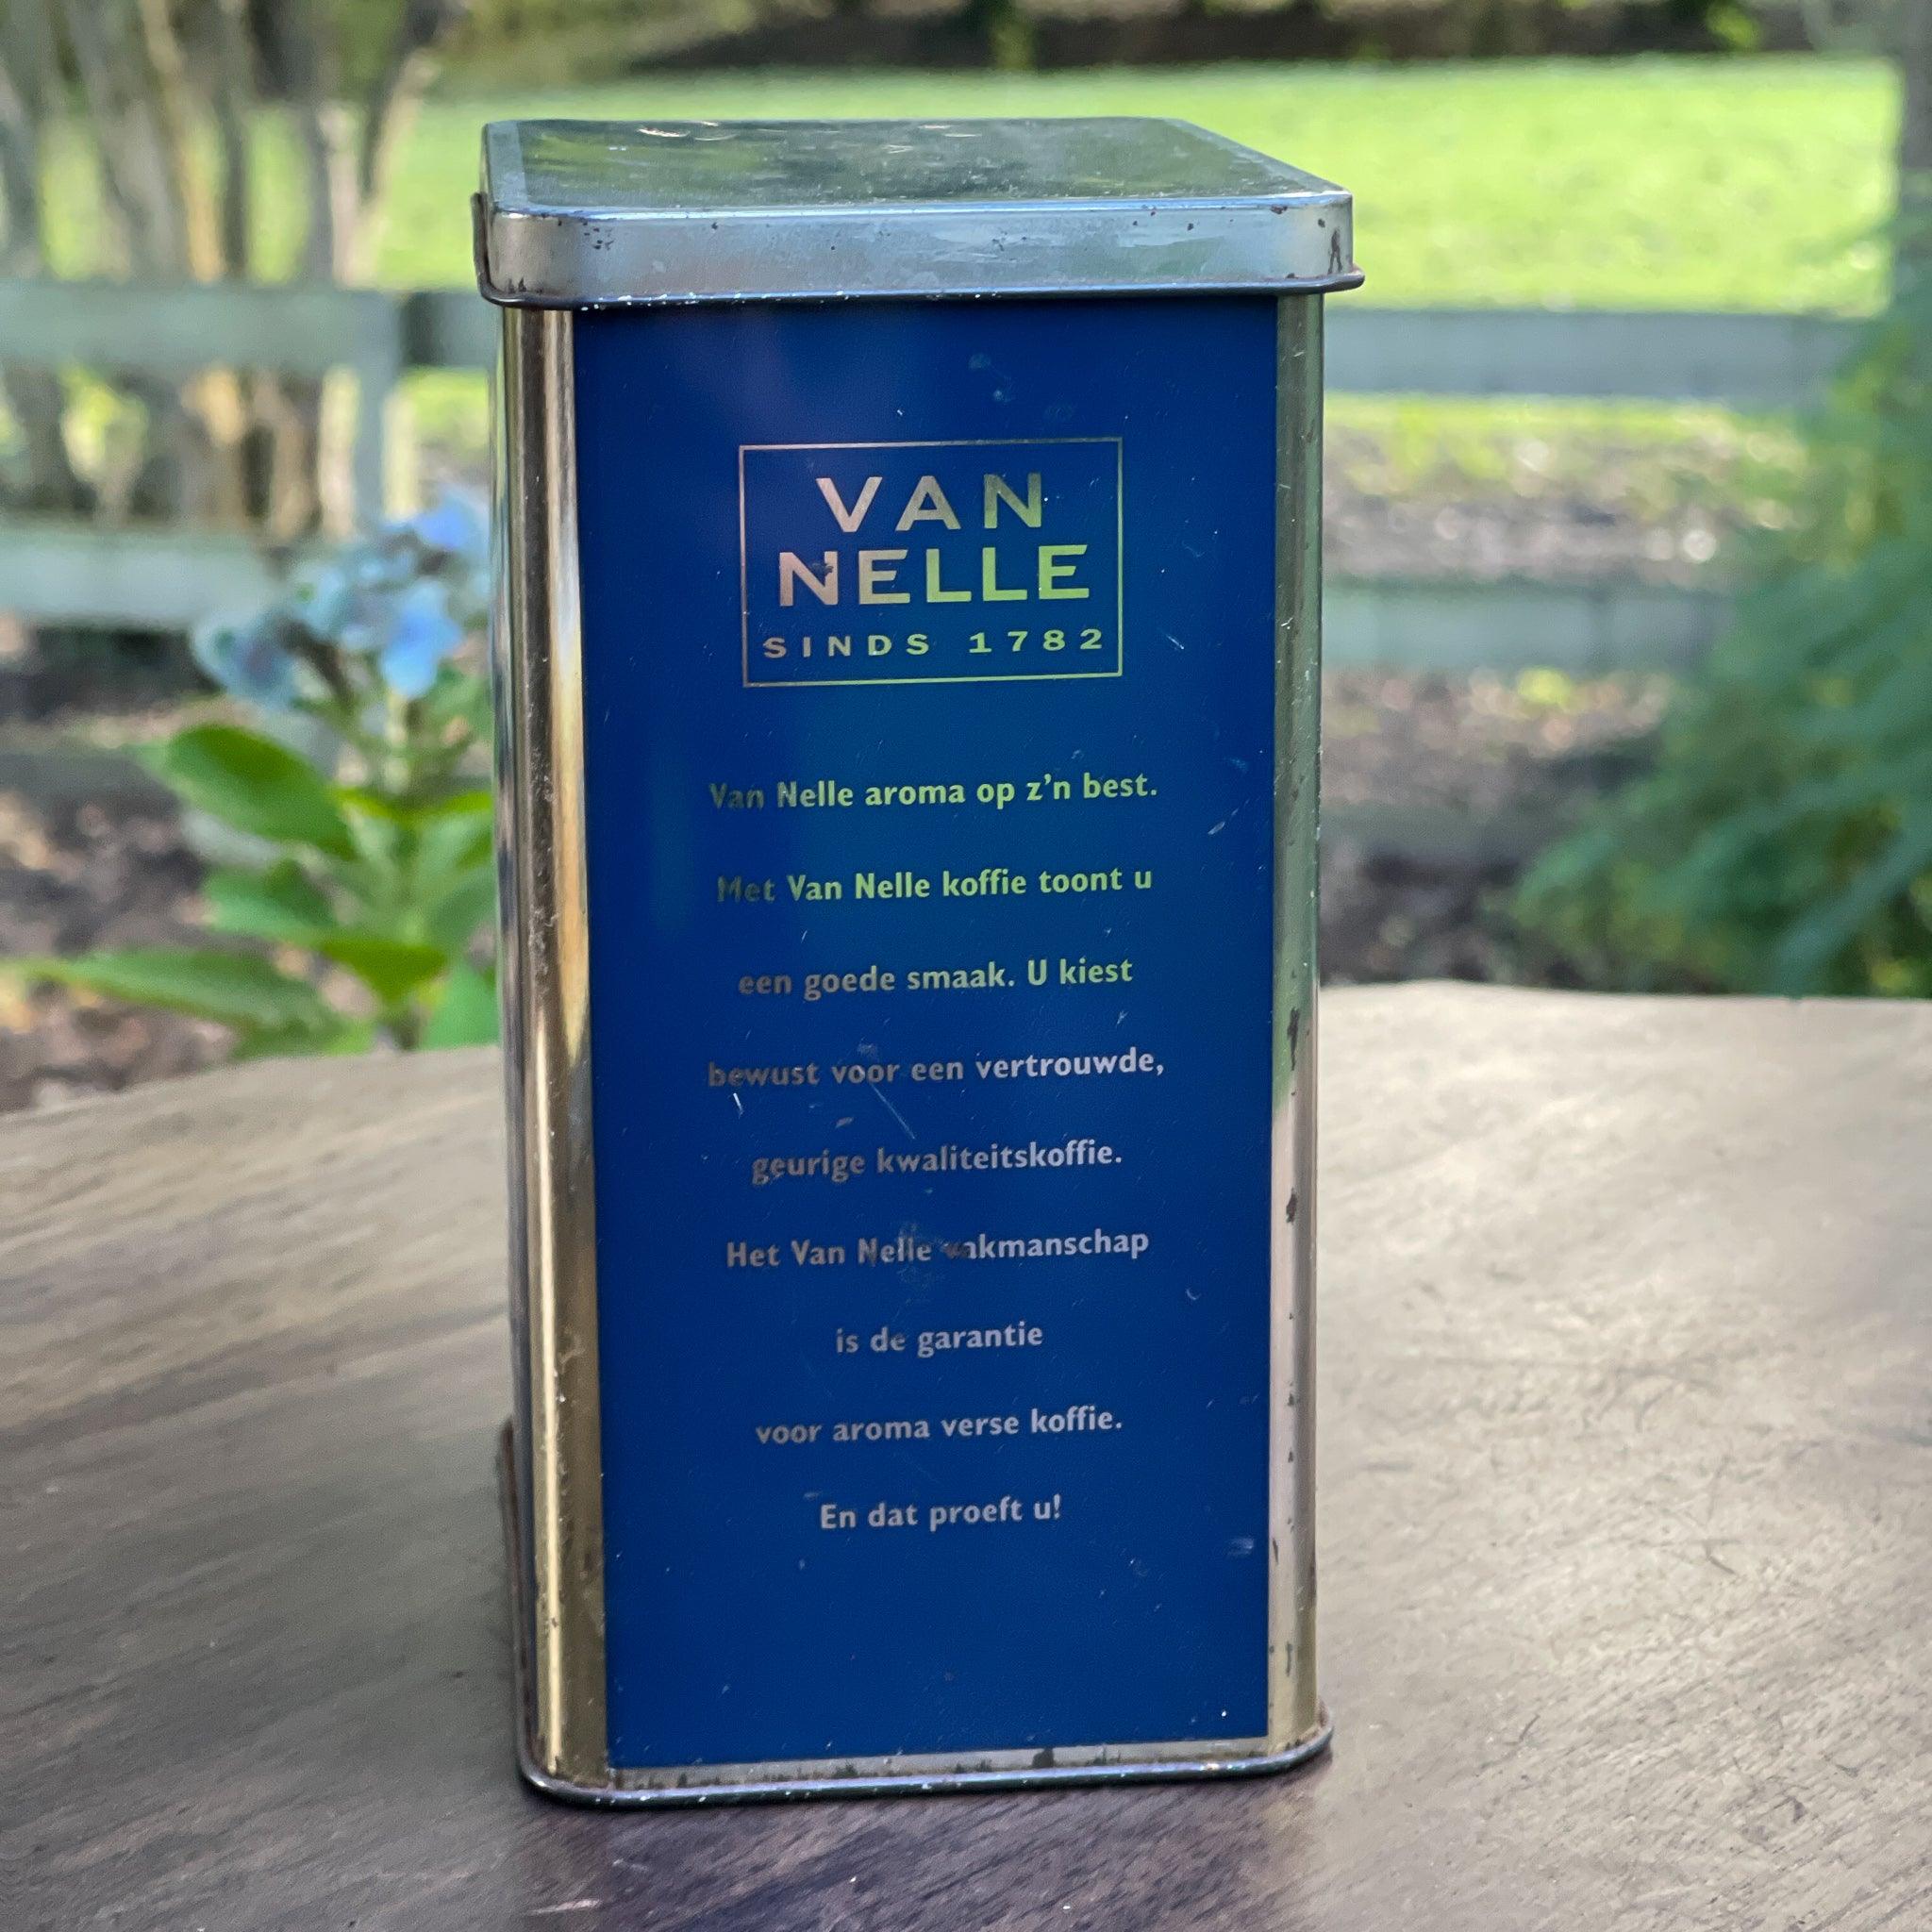 VAN
NELLE
SINDS 1782
Van Nelle aroma op z'n best.
Met Van Nelle koffie toont u
een goede smaak. U kiest
bewust voor een vertrouwde,
geurige kwaliteitskoffie.
Het Van Nelle vakmanschap
is de garantie
voor aroma verse koffie.
En dat proeft u!